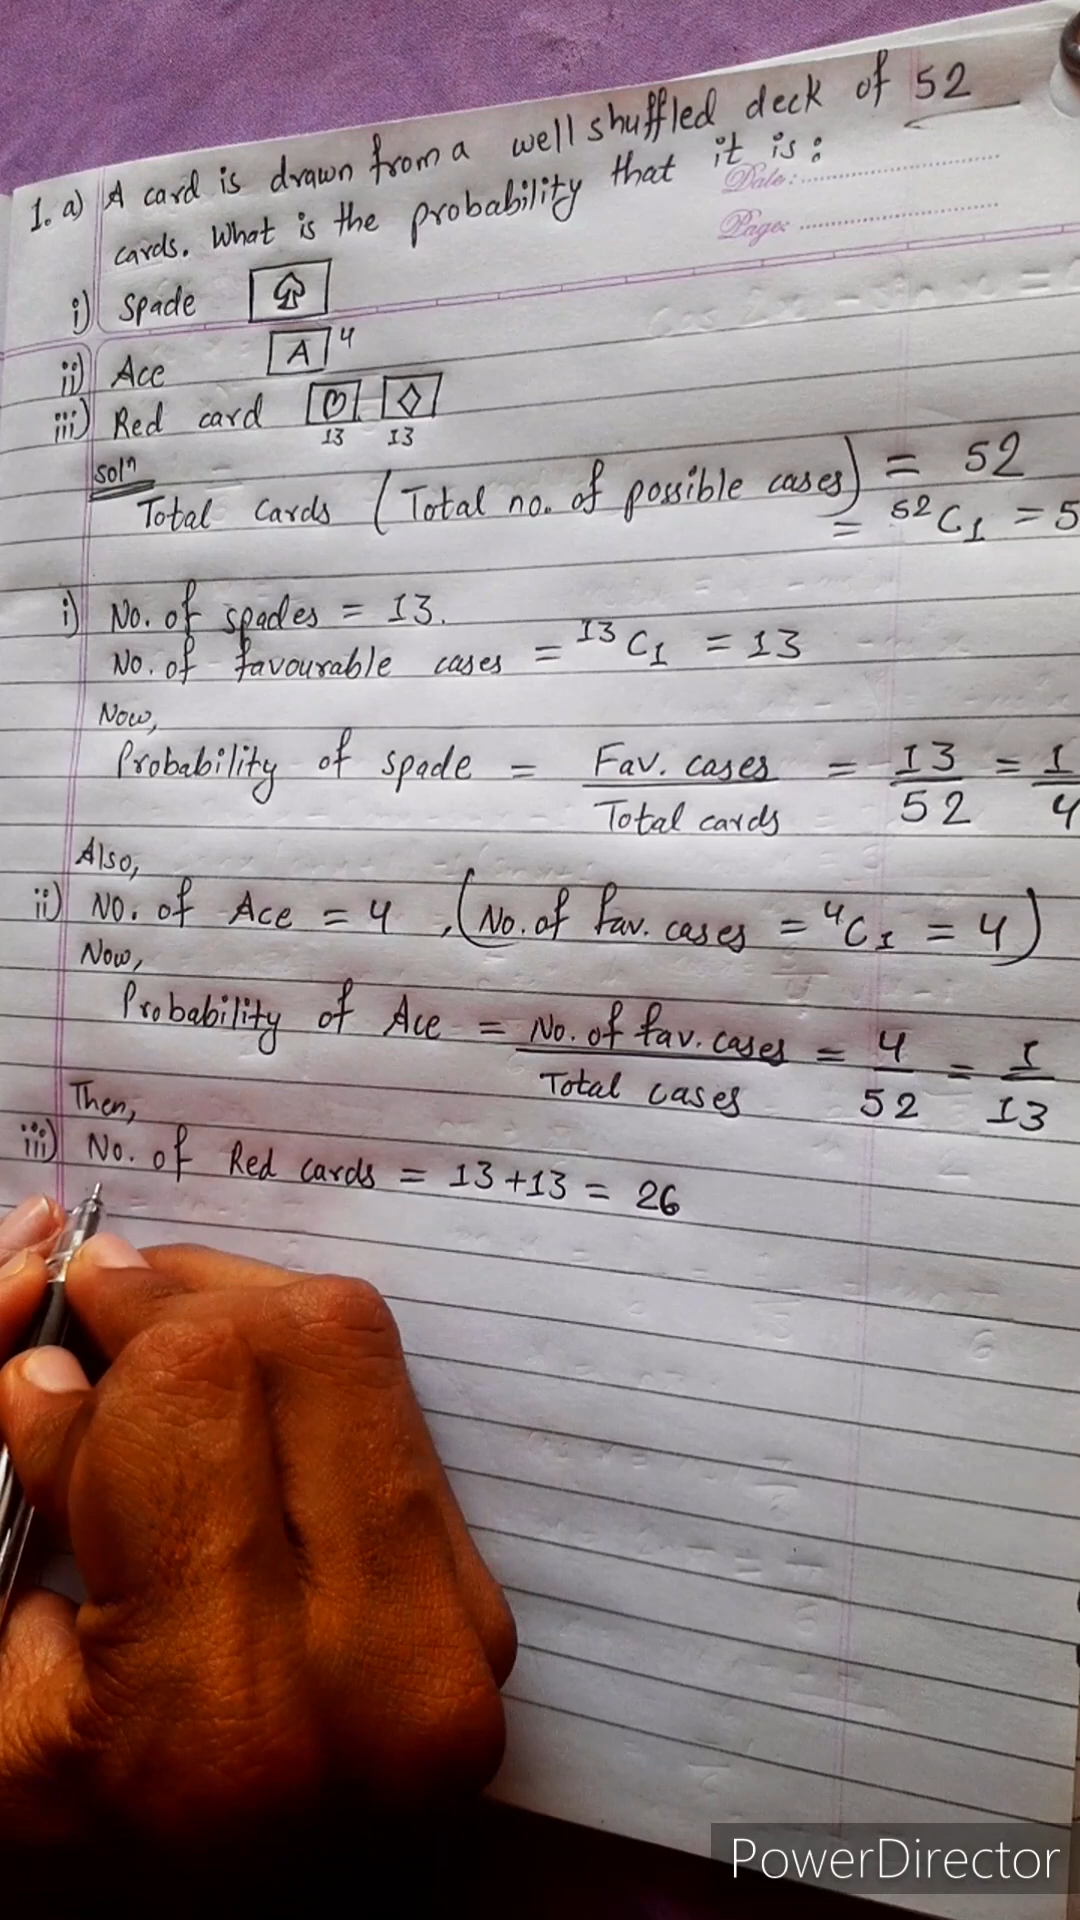 1. a) A card is drawn from a well shuffled deck of 52
Date:
cards. What is the probability that it is:
Page:
i) Spade
ii) Ace A 4
iii) Red card
13 13
Solⁿ
Total Cards (Total no. of possible cases) = 52
= ⁵²C₁ = 5
i) No. of spades = 13.
No. of favourable cases = ¹³C₁ = 13
Now,
Probability of spade = Fav. cases / Total cards = 13/52 = 1/4
Also,
ii) No. of Ace = 4, (No. of fav. cases = ⁴C₁ = 4)
Now,
Probability of Ace = No. of fav. cases / Total cases = 4/52 = 1/13
Then,
iii) No. of Red cards = 13+13 = 26
PowerDirector